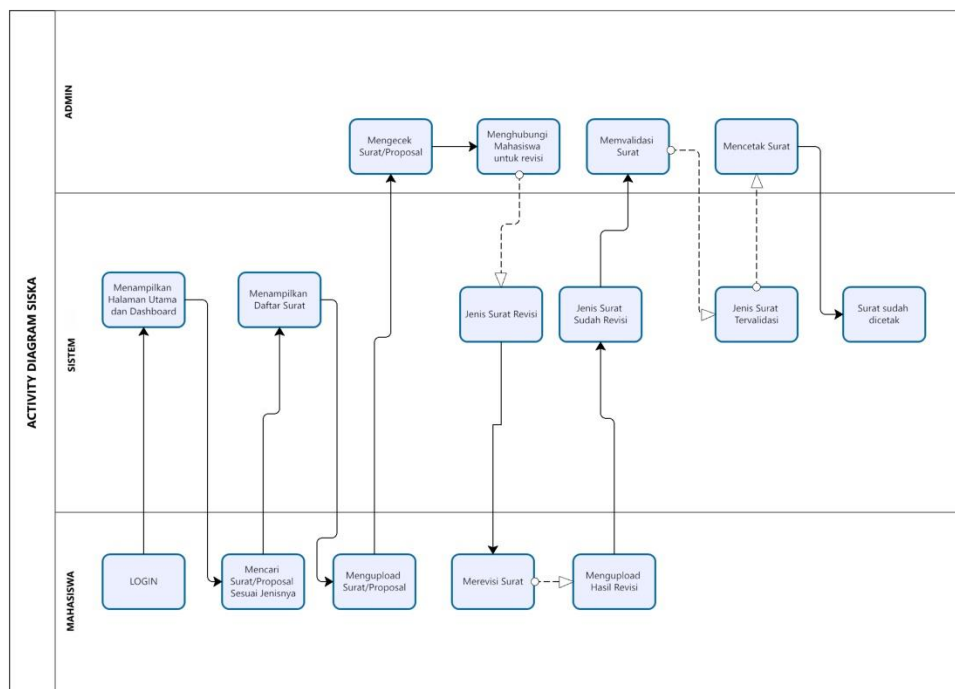 ACTIVITY DIAGRAM SISKA
ADMIN
Mengecek
Surat/Proposal
Menghubungi
Mahasiswa
untuk revisi
Memvalidasi
Surat
Mencetak Surat
SISTEM
Menampilkan
Halaman Utama
dan Dashboard
Menampilkan
Daftar Surat
Jenis Surat Revisi
Jenis Surat
Sudah Revisi
Jenis Surat
Tervalidasi
Surat sudah
dicetak
MAHASISWA
LOGIN
Mencari
Surat/Proposal
Sesuai Jenisnya
Mengupload
Surat/Proposal
Merevisi Surat
Mengupload
Hasil Revisi